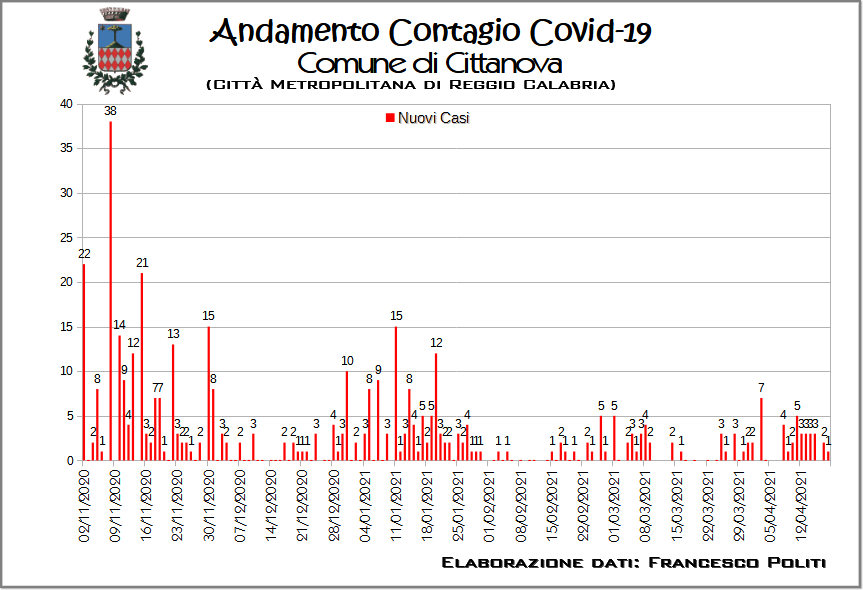 Andamento Contagio Covid-19
Comune di Cittanova
(Città Metropolitana di Reggio Calabria)
Nuovi Casi
40
35
30
25
20
15
10
5
0
22 2 8 1 38 14 9 4 12 21 3 2 7 7 1 13 3 2 2 1 2 15 8 3 2 2 3 2 2 1 1 1 3 4 1 3 10 2 3 8 9 3 15 1 3 8 4 1 5 2 5 12 3 2 2 3 2 4 1 1 1 1 1 1 2 1 1 2 1 5 1 5 2 3 1 3 4 2 2 1 3 1 3 1 2 2 7 4 1 2 5 3 3 3 3 2 1
02/11/2020 09/11/2020 16/11/2020 23/11/2020 30/11/2020 07/12/2020 14/12/2020 21/12/2020 28/12/2020 04/01/2021 11/01/2021 18/01/2021 25/01/2021 01/02/2021 08/02/2021 15/02/2021 22/02/2021 01/03/2021 08/03/2021 15/03/2021 22/03/2021 29/03/2021 05/04/2021 12/04/2021
Elaborazione dati: Francesco Politi